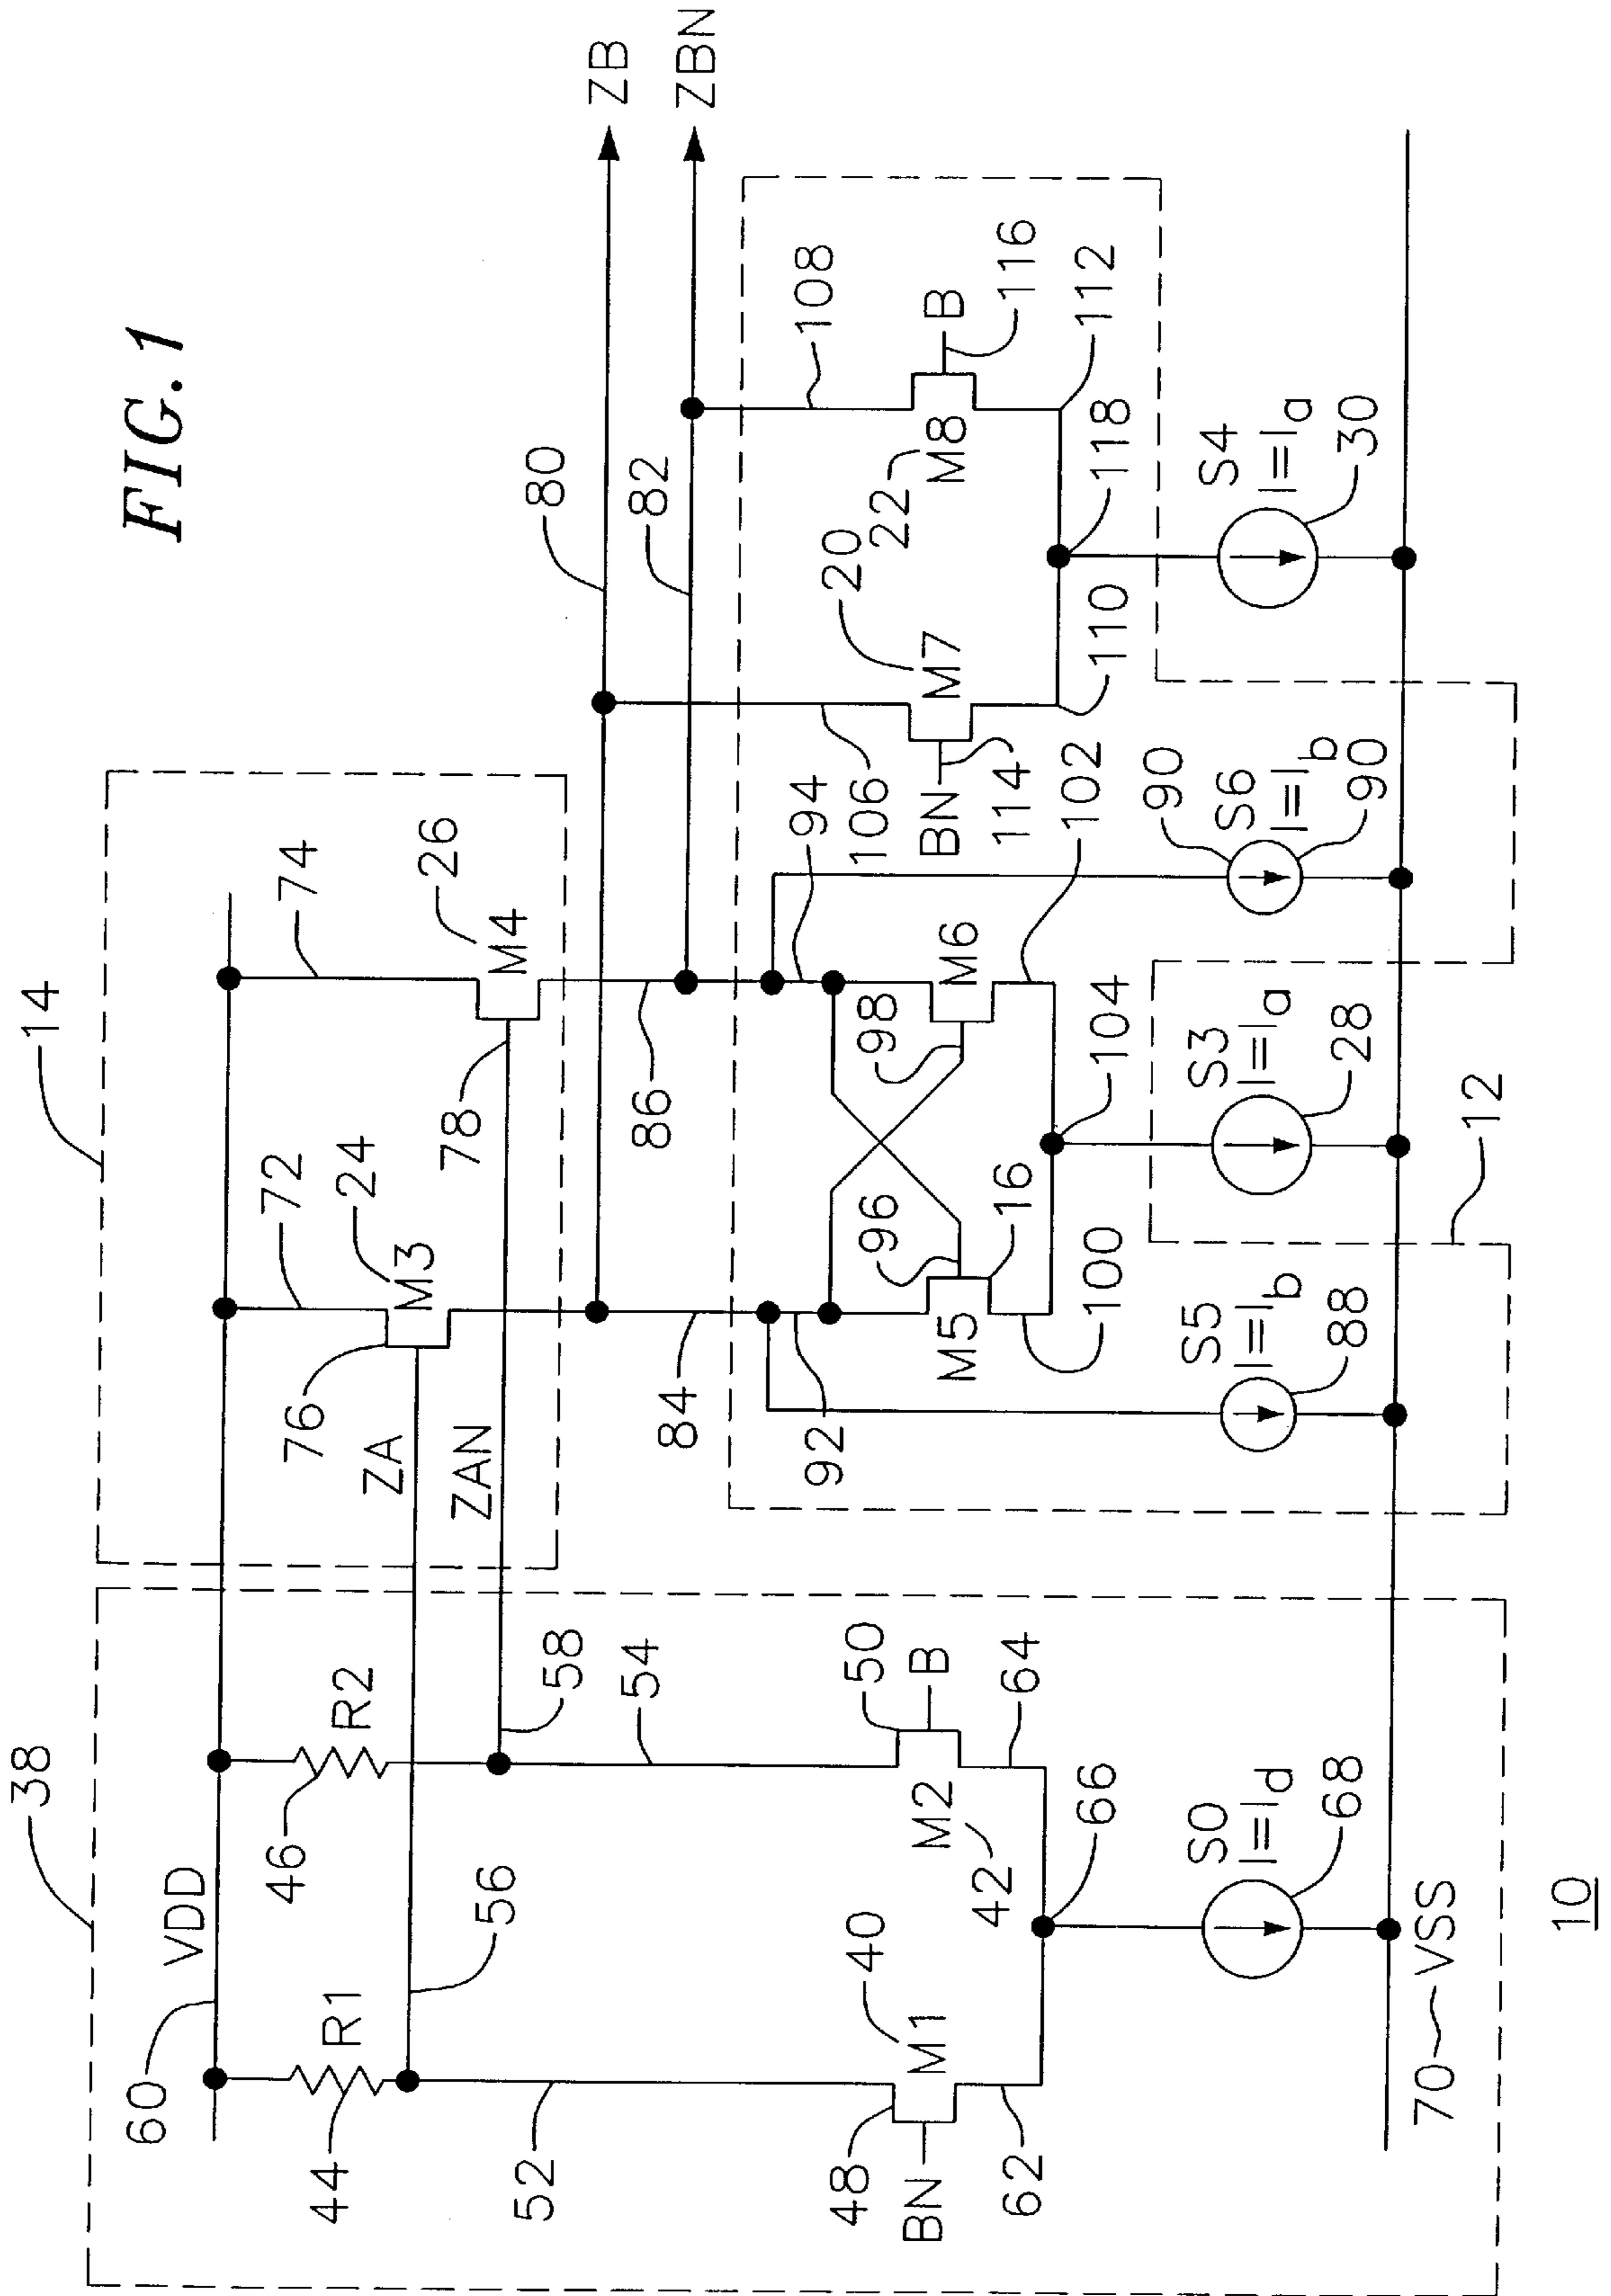 FIG.1
38
14
60
VDD
44
R1
46
R2
56
52
58
54
48
BN
M1
40
62
50
B
M2
42
64
66
S0
I=Id
68
70
VSS
72
74
76
24
M3
26
M4
78
ZA
ZAN
80
82
ZB
ZBN
84
86
92
94
96
98
M5
16
M6
100
102
104
S5
I=Ib
88
S3
I=Ia
28
12
90
S6
I=Ib
90
106
108
20
M7
BN
114
110
22
M8
B
116
112
118
S4
I=Ia
30
10